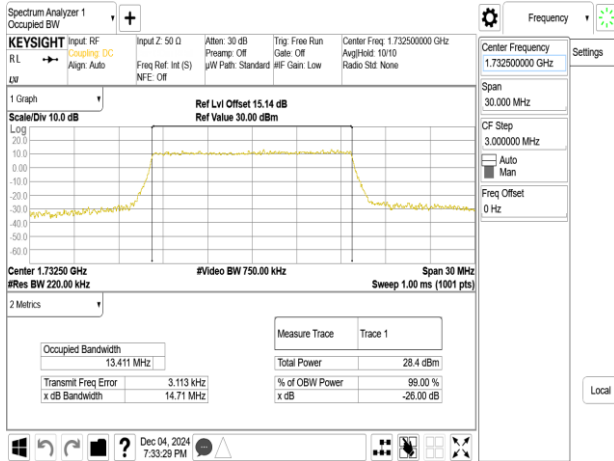 Spectrum Analyzer 1
Occupied BW
Frequency
KEYSIGHT
Input: RF
Input Z: 50 Ω
Atten: 30 dB
Trig: Free Run
Center Freq: 1.732500000 GHz
RL
Coupling: DC
Preamp: Off
Gate: Off
Avg|Hold: 10/10
Align: Auto
Freq Ref: Int (S)
µW Path: Standard
#IF Gain: Low
Radio Std: None
LXI
NFE: Off
Center Frequency
1.732500000 GHz
Settings
Span
30.000 MHz
CF Step
3.000000 MHz
Auto
Man
Freq Offset
0 Hz
Local
1 Graph
Ref Lvl Offset 15.14 dB
Scale/Div 10.0 dB
Ref Value 30.00 dBm
Log
20.0
10.0
0.00
-10.0
-20.0
-30.0
-40.0
-50.0
-60.0
Center 1.73250 GHz
#Video BW 750.00 kHz
Span 30 MHz
#Res BW 220.00 kHz
Sweep 1.00 ms (1001 pts)
2 Metrics
Measure Trace
Trace 1
Occupied Bandwidth
13.411 MHz
Total Power
28.4 dBm
Transmit Freq Error
3.113 kHz
% of OBW Power
99.00 %
x dB Bandwidth
14.71 MHz
x dB
-26.00 dB
?
Dec 04, 2024
7:33:29 PM